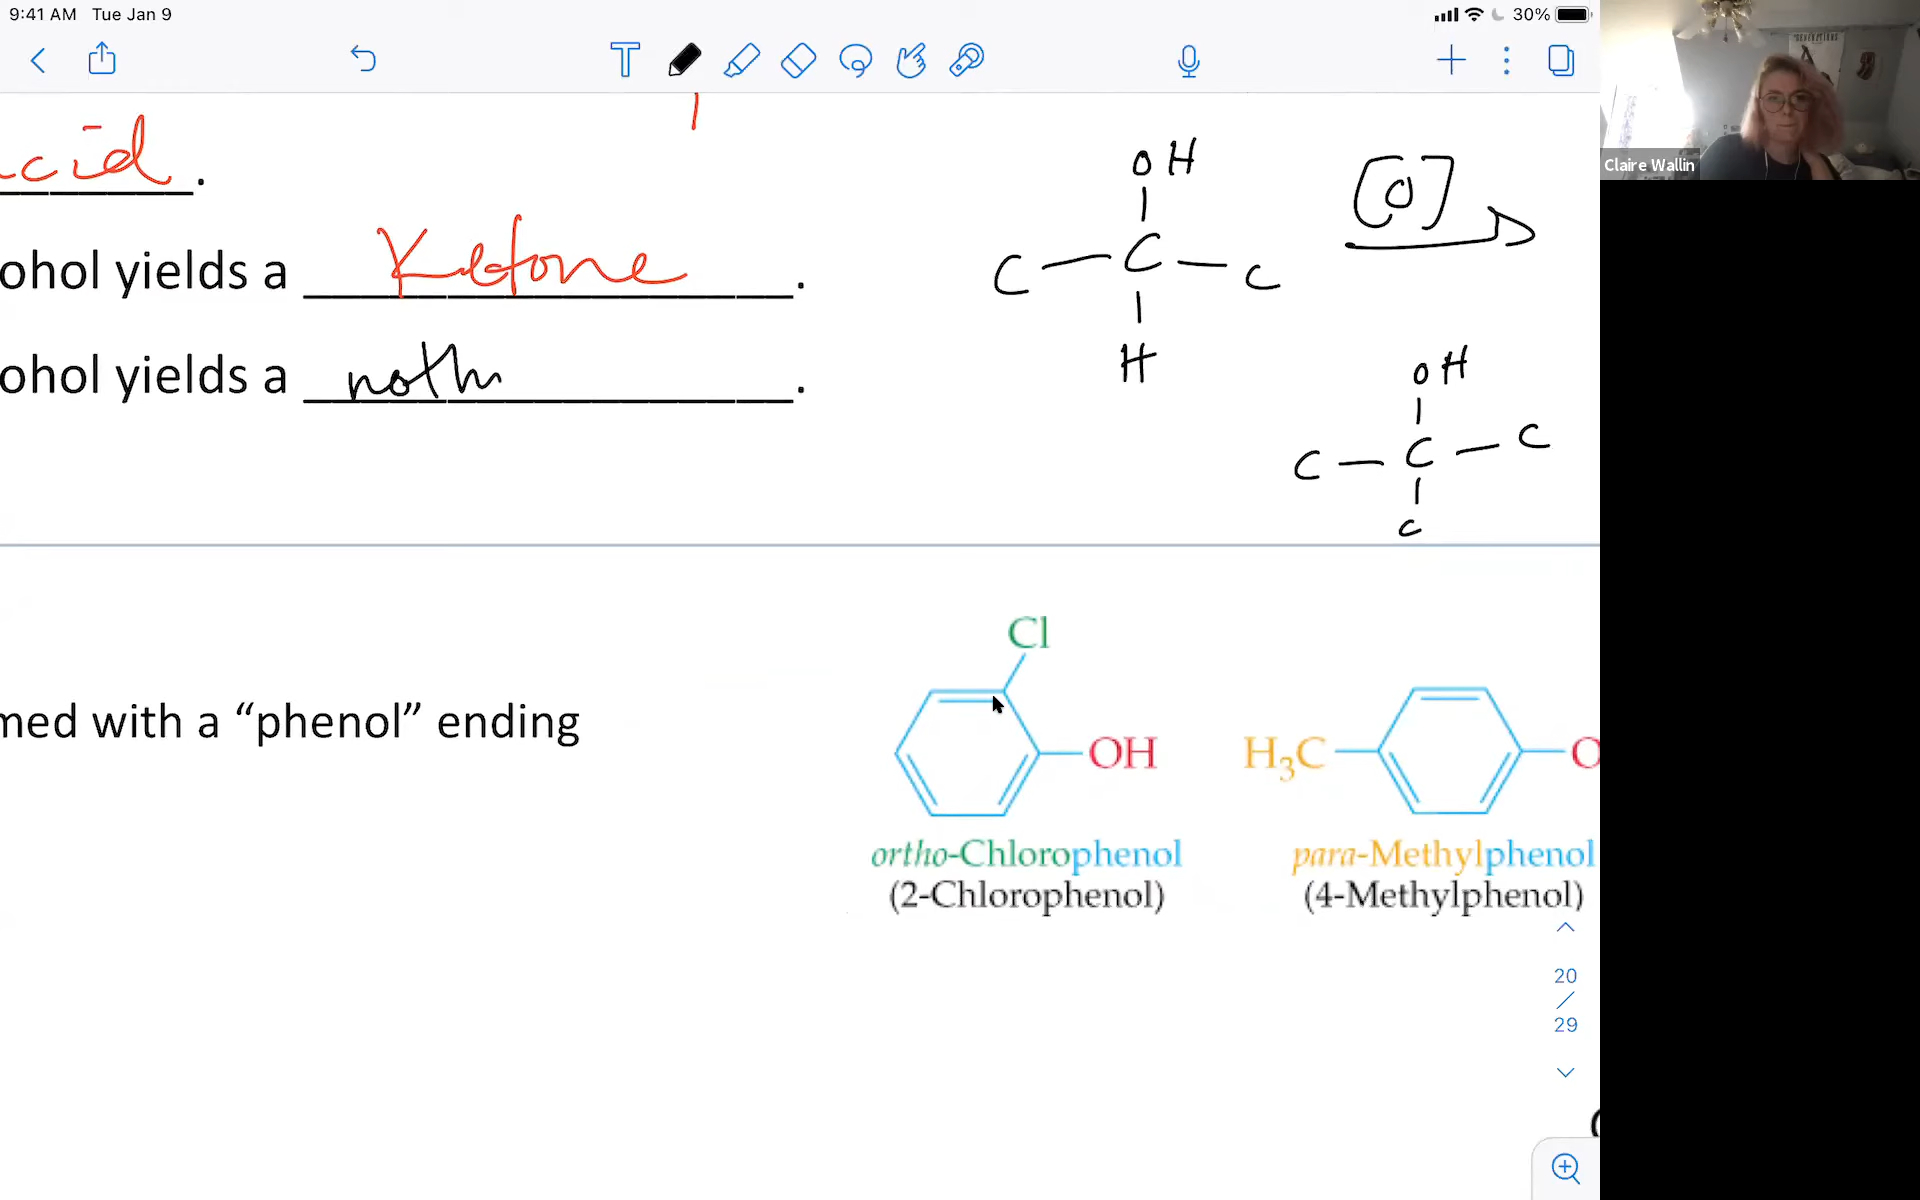 9:41 AM Tue Jan 9
30%
Claire Wallin
cid.
OH
[O]
ohol yields a Ketone.
C — C — C
H
ohol yields a noth.
OH
C — C — C
C
Cl
med with a “phenol” ending
OH
H₃C
O
ortho-Chlorophenol
(2-Chlorophenol)
para-Methylphenol
(4-Methylphenol)
20
/
29